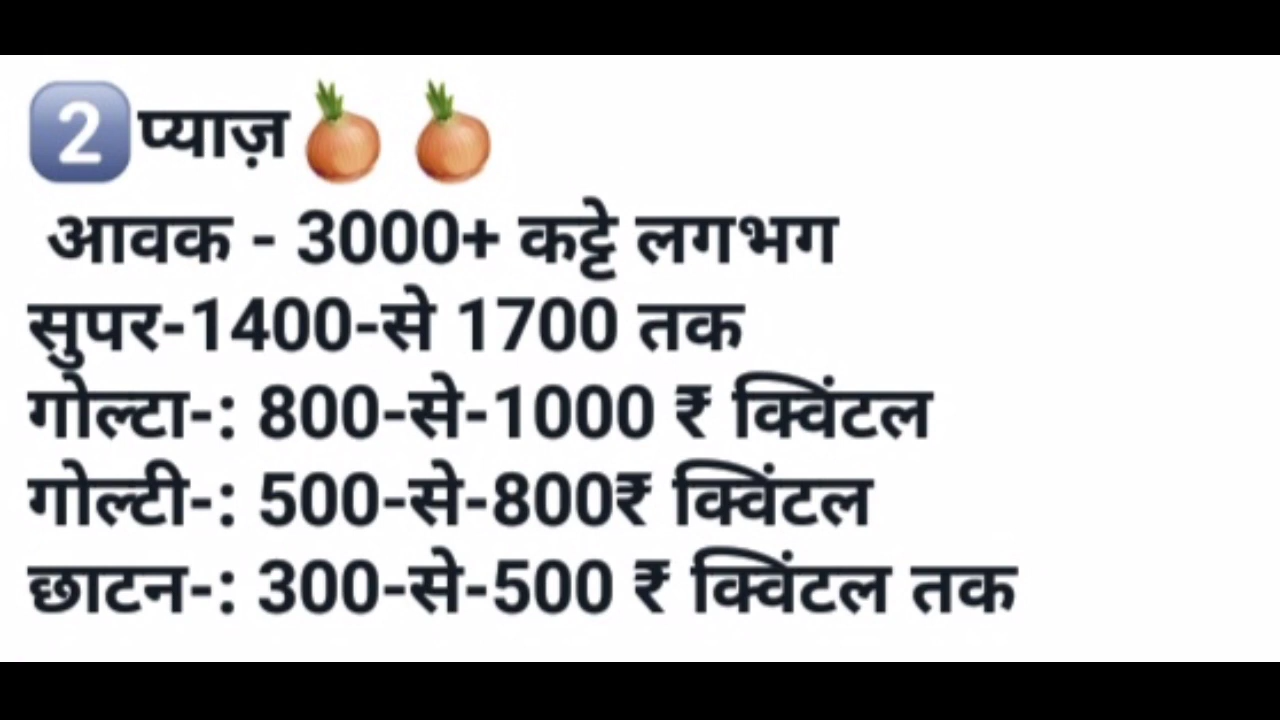 2️⃣प्याज़🧅 🧅
आवक - 3000+ कट्टे लगभग
सुपर-1400-से 1700 तक
गोल्टा-: 800-से-1000 ₹ क्विंटल
गोल्टी-: 500-से-800₹ क्विंटल
छाटन-: 300-से-500 ₹ क्विंटल तक